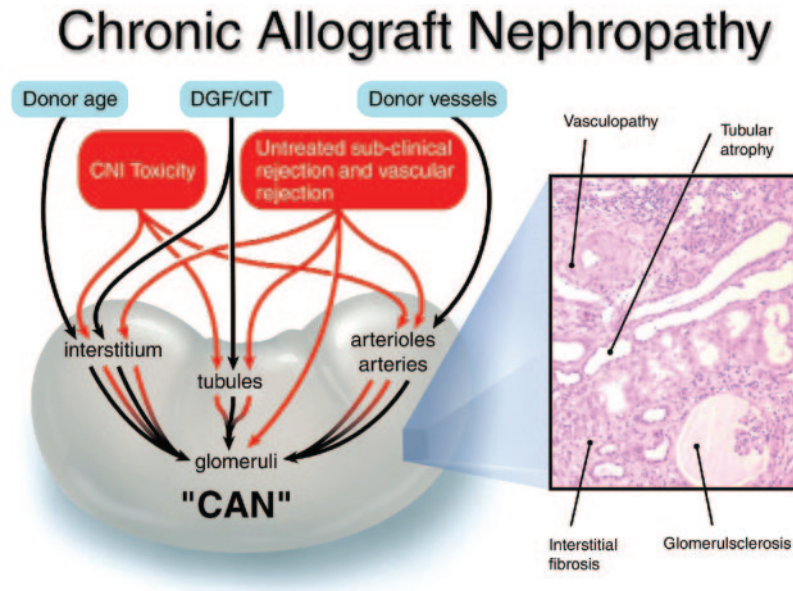 Chronic Allograft Nephropathy
Donor age
DGF/CIT
Donor vessels
CNI Toxicity
Untreated sub-clinical
rejection and vascular
rejection
interstitium
tubules
arterioles
arteries
glomeruli
"CAN"
Vasculopathy
Tubular
atrophy
Interstitial
fibrosis
Glomerulsclerosis